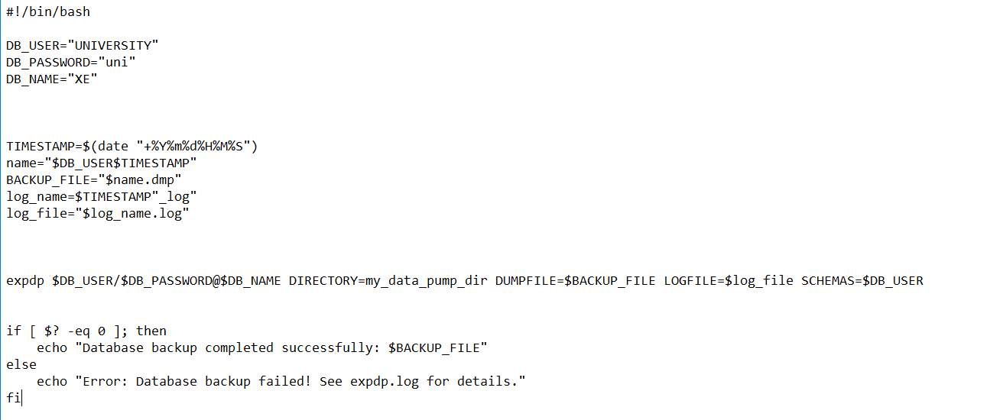 #!/bin/bash
DB_USER="UNIVERSITY"
DB_PASSWORD="uni"
DB_NAME="XE"
TIMESTAMP=$(date "+%Y%m%d%H%M%S")
name="$DB_USER$TIMESTAMP"
BACKUP_FILE="$name.dmp"
log_name=$TIMESTAMP"_log"
log_file="$log_name.log"
expdp $DB_USER/$DB_PASSWORD@$DB_NAME DIRECTORY=my_data_pump_dir DUMPFILE=$BACKUP_FILE LOGFILE=$log_file SCHEMAS=$DB_USER
if [ $? -eq 0 ]; then
    echo "Database backup completed successfully: $BACKUP_FILE"
else
    echo "Error: Database backup failed! See expdp.log for details."
fi